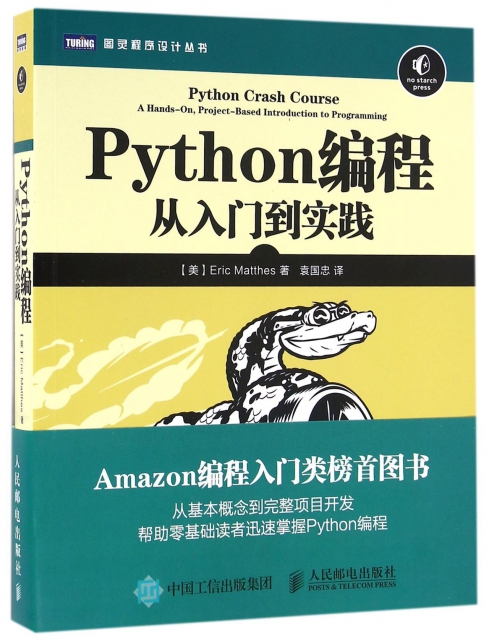 TURING 图灵程序设计丛书
no starch
press
Python Crash Course
A Hands-On, Project-Based Introduction to Programming
Python编程
从入门到实践
【美】Eric Matthes 著 袁国忠 译
Amazon编程入门类榜首图书
从基本概念到完整项目开发
帮助零基础读者迅速掌握Python编程
中国工信出版集团
人民邮电出版社
POSTS & TELECOM PRESS
Python编程
从入门到实践
【美】Eric Matthes 著
人民邮电出版社